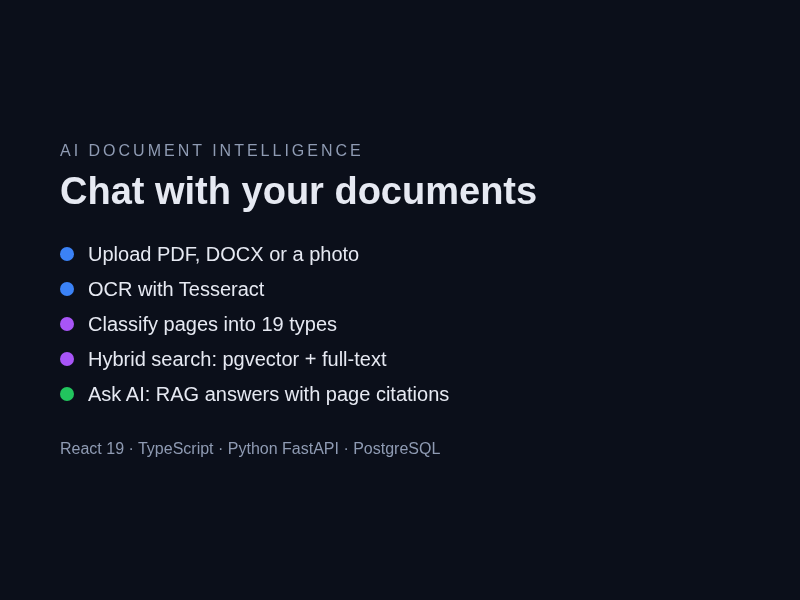 AI DOCUMENT INTELLIGENCE
Chat with your documents
Upload PDF, DOCX or a photo
OCR with Tesseract
Classify pages into 19 types
Hybrid search: pgvector + full-text
Ask AI: RAG answers with page citations
React 19 · TypeScript · Python FastAPI · PostgreSQL